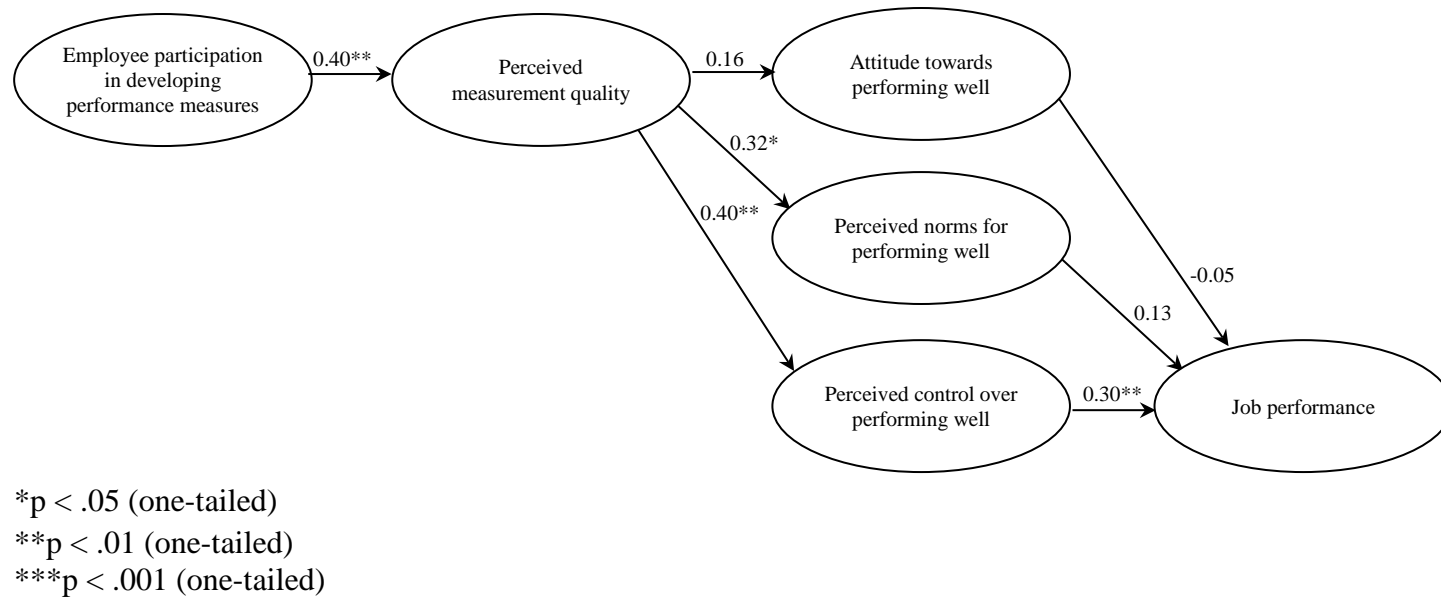 Employee participation
in developing
performance measures
0.40**
Perceived
measurement quality
0.16
Attitude towards
performing well
0.32*
0.40**
Perceived norms for
performing well
-0.05
0.13
Perceived control over
performing well
0.30**
Job performance
*p < .05 (one-tailed)
**p < .01 (one-tailed)
***p < .001 (one-tailed)